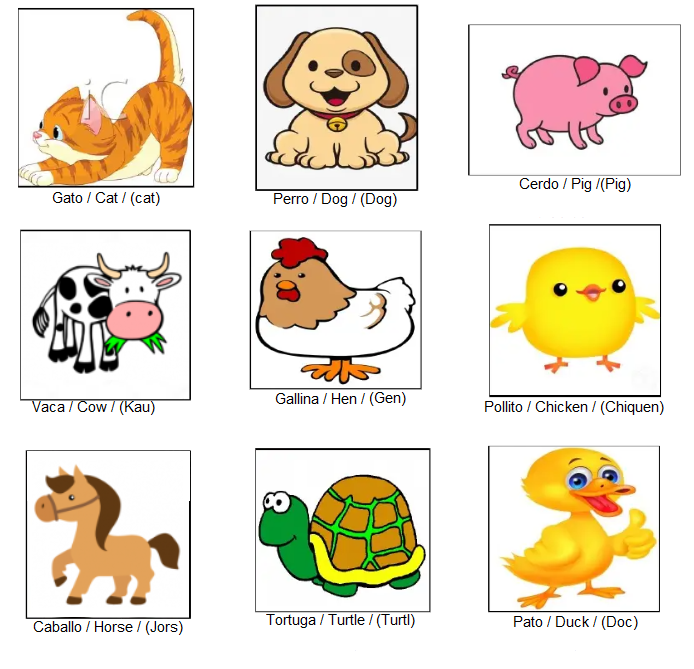 Gato / Cat / (cat)
Perro / Dog / (Dog)
Cerdo / Pig /(Pig)
Vaca / Cow / (Kau)
Gallina / Hen / (Gen)
Pollito / Chicken / (Chiquen)
Caballo / Horse / (Jors)
Tortuga / Turtle / (Turtl)
Pato / Duck / (Doc)